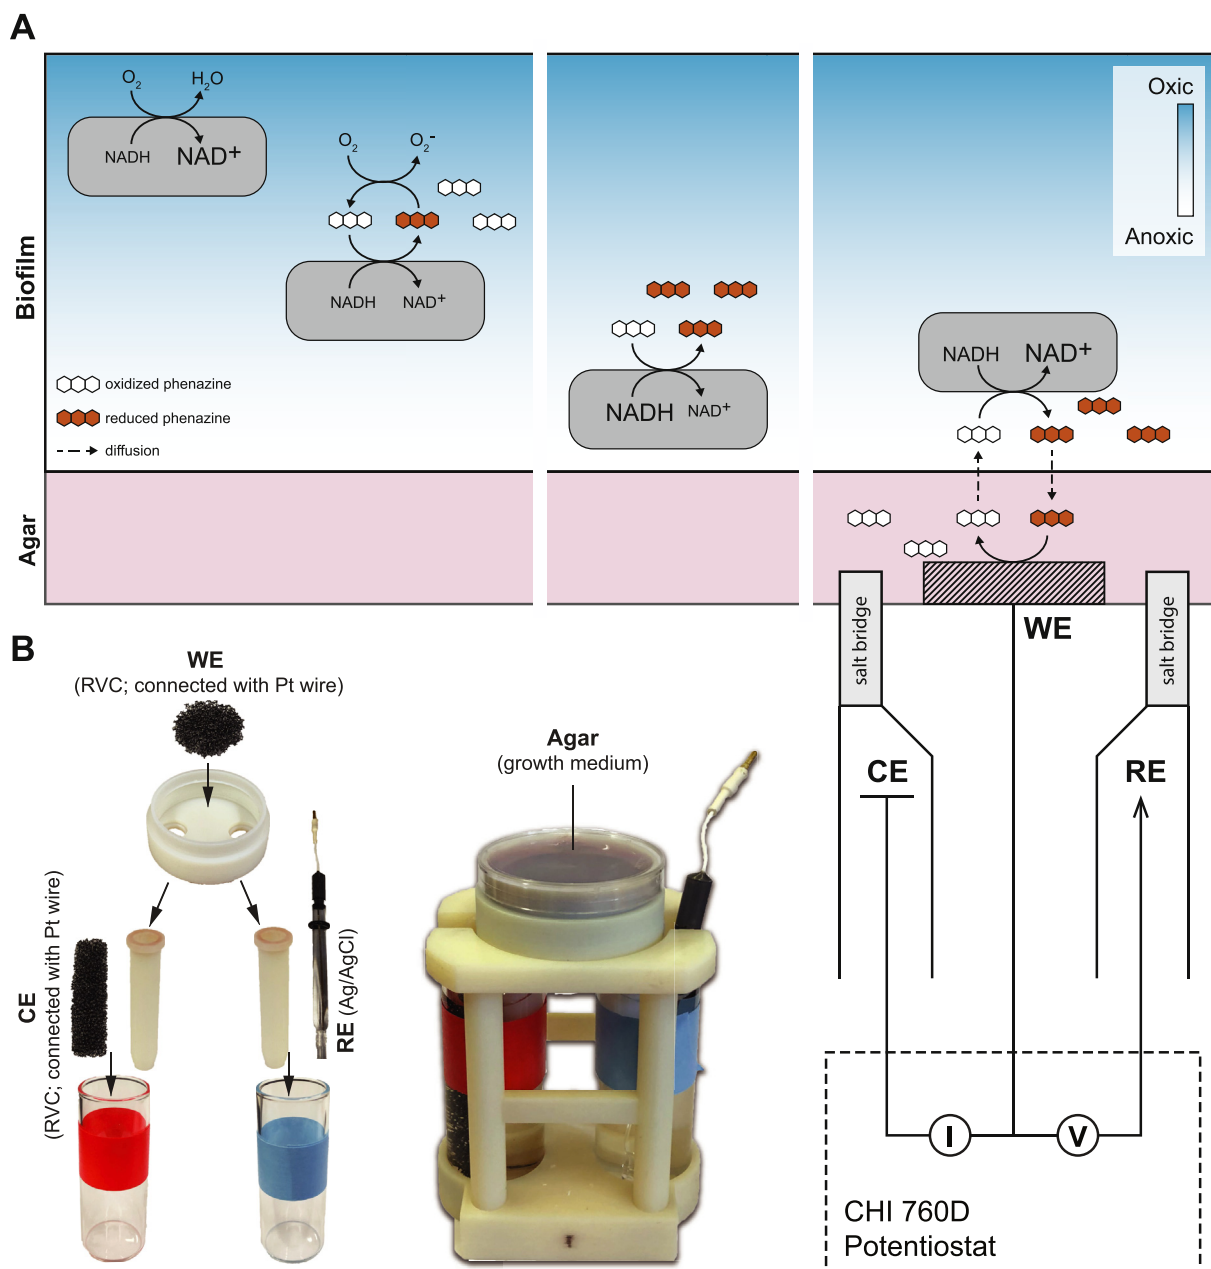 A
Biofilm
Agar
O2
H2O
NADH
NAD+
O2
O2-
NADH
NAD+
oxidized phenazine
reduced phenazine
diffusion
NADH
NAD+
Oxic
Anoxic
NADH
NAD+
salt bridge
WE
salt bridge
CE
RE
I
V
CHI 760D
Potentiostat
B
WE
(RVC; connected with Pt wire)
CE
(RVC; connected with Pt wire)
RE (Ag/AgCl)
Agar
(growth medium)